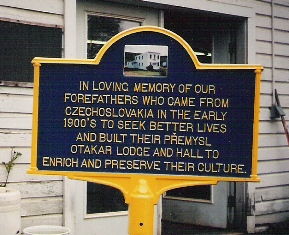 IN LOVING MEMORY OF OUR
FOREFATHERS WHO CAME FROM
CZECHOSLOVAKIA IN THE EARLY
1900'S TO SEEK BETTER LIVES
AND BUILT THEIR PŘEMYSL
OTAKAR LODGE AND HALL TO
ENRICH AND PRESERVE THEIR CULTURE.